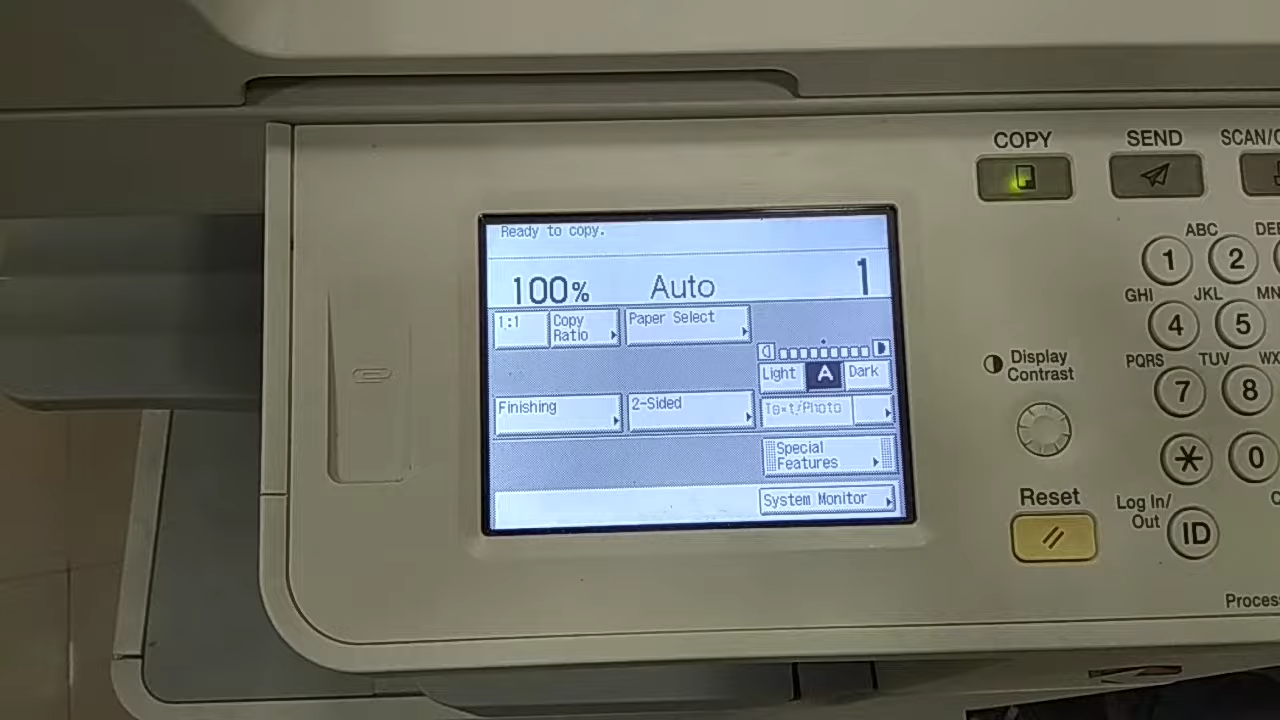 COPY
SEND
SCAN/
Ready to copy.
100%
Auto
1
1:1
Copy
Ratio
Paper Select
Light
A
Dark
Finishing
2-Sided
Text/Photo
Special
Features
System Monitor
Display
Contrast
Reset
Log In/
Out
ID
ABC
1
2
GHI
JKL
MN
4
5
PQRS
TUV
WX
7
8
*
0